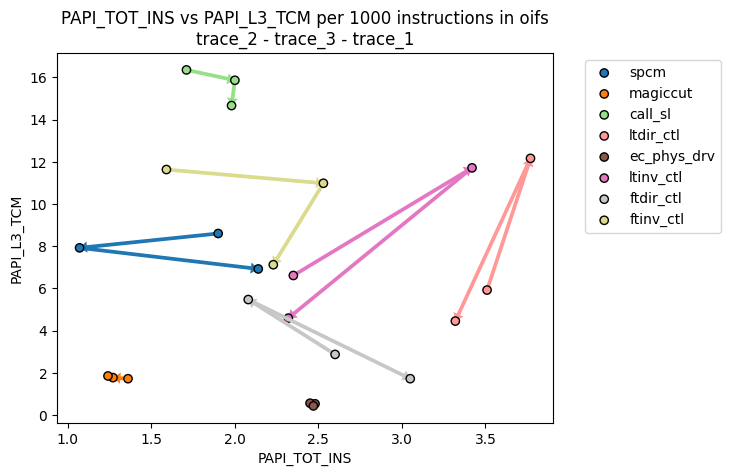 PAPI_TOT_INS vs PAPI_L3_TCM per 1000 instructions in oifs
trace_2 - trace_3 - trace_1
PAPI_L3_TCM
16
14
12
10
8
6
4
2
0
1.0 1.5 2.0 2.5 3.0 3.5
PAPI_TOT_INS
spcm
magiccut
call_sl
ltdir_ctl
ec_phys_drv
ltinv_ctl
ftdir_ctl
ftinv_ctl